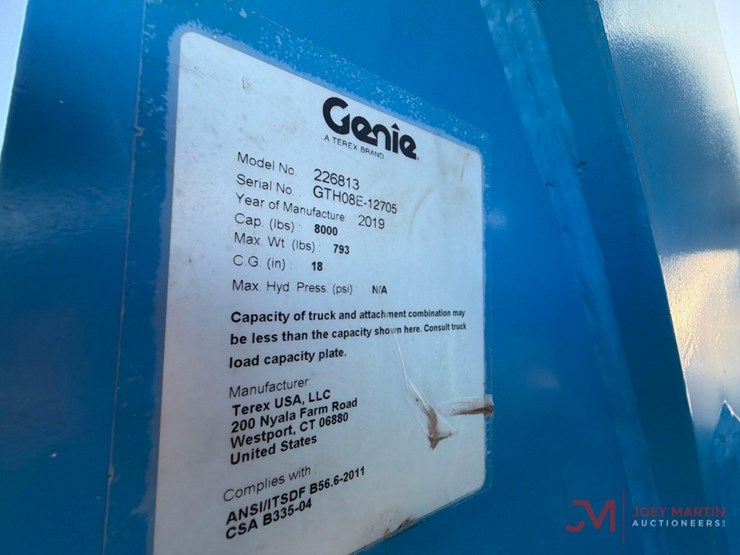 Genie
A TEREX BRAND
Model No. 226813
Serial No. GTH08E-12705
Year of Manufacture 2019
Cap. (lbs) : 8000
Max. Wt. (lbs) : 793
C.G. (in) : 18
Max. Hyd. Press. (psi) N/A
Capacity of truck and attachment combination may
be less than the capacity shown here. Consult truck
load capacity plate.
Manufacturer:
Terex USA, LLC
200 Nyala Farm Road
Westport, CT 06880
United States
Complies with :
ANSI/ITSDF B56.6-2011
CSA B335-04
JM JOEY MARTIN
AUCTIONEERS